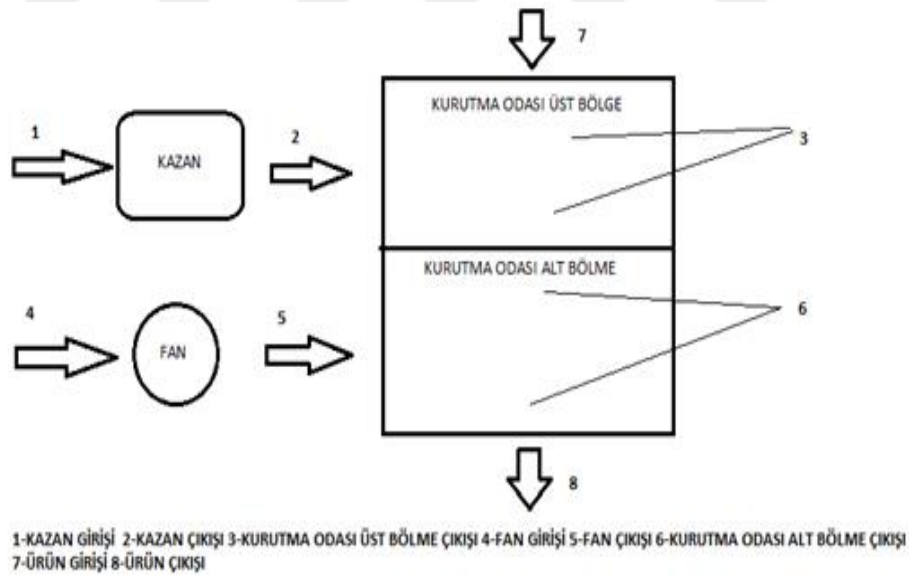 7
KURUTMA ODASI ÜST BÖLGE
1
2
3
KAZAN
KURUTMA ODASI ALT BÖLME
4
5
6
FAN
8
1-KAZAN GİRİŞİ 2-KAZAN ÇIKIŞI 3-KURUTMA ODASI ÜST BÖLME ÇIKIŞI 4-FAN GİRİŞİ 5-FAN ÇIKIŞI 6-KURUTMA ODASI ALT BÖLME ÇIKIŞI
7-ÜRÜN GİRİŞİ 8-ÜRÜN ÇIKIŞI